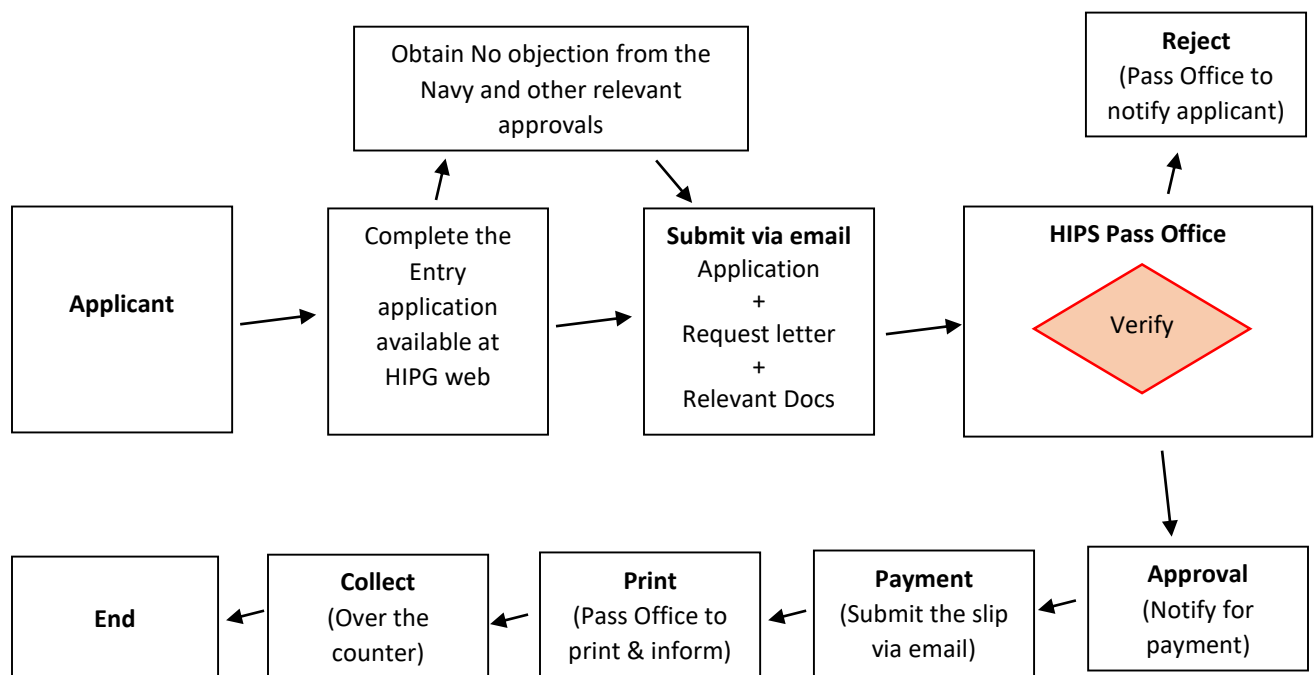 Obtain No objection from the
Navy and other relevant
approvals
Reject
(Pass Office to
notify applicant)
Applicant
Complete the
Entry
application
available at
HIPG web
Submit via email
Application
+
Request letter
+
Relevant Docs
HIPS Pass Office
Verify
End
Collect
(Over the
counter)
Print
(Pass Office to
print & inform)
Payment
(Submit the slip
via email)
Approval
(Notify for
payment)